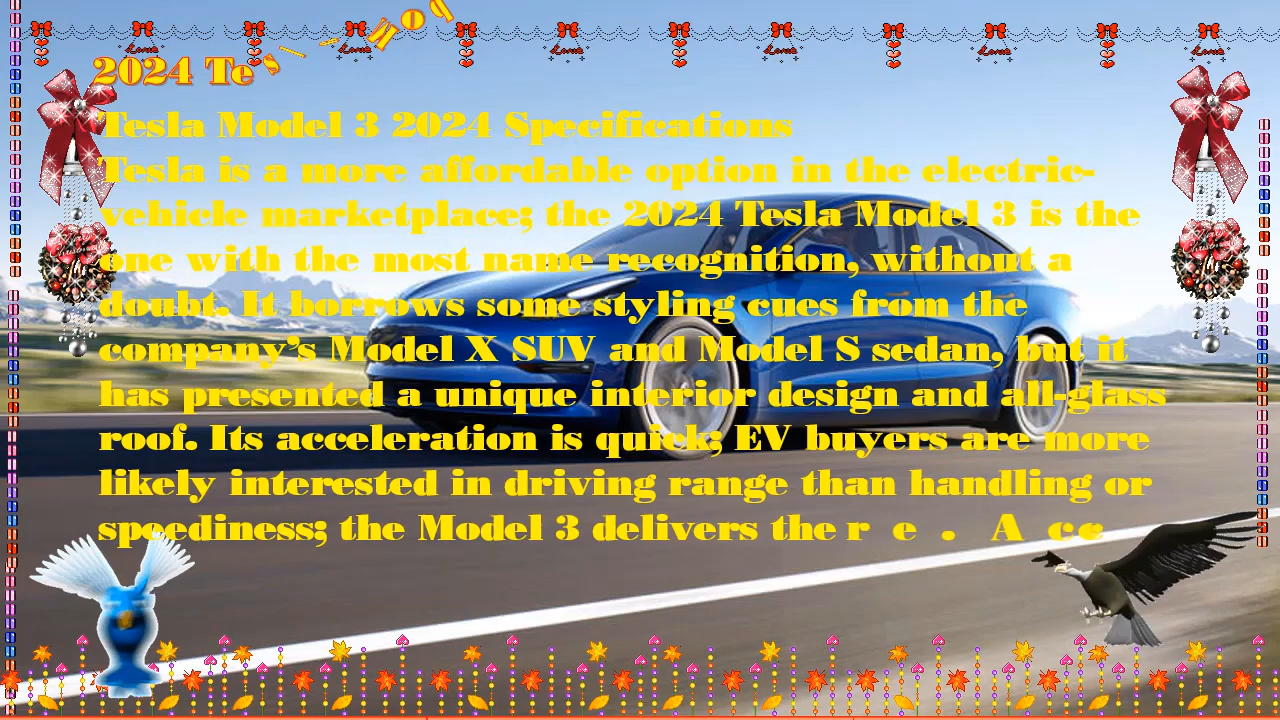 2024 Tes
Tesla Model 3 2024 Specifications
Tesla is a more affordable option in the electric-
vehicle marketplace; the 2024 Tesla Model 3 is the
one with the most name recognition, without a
doubt. It borrows some styling cues from the
company's Model X SUV and Model S sedan, but it
has presented a unique interior design and all-glass
roof. Its acceleration is quick; EV buyers are more
likely interested in driving range than handling or
speediness; the Model 3 delivers there. Acc